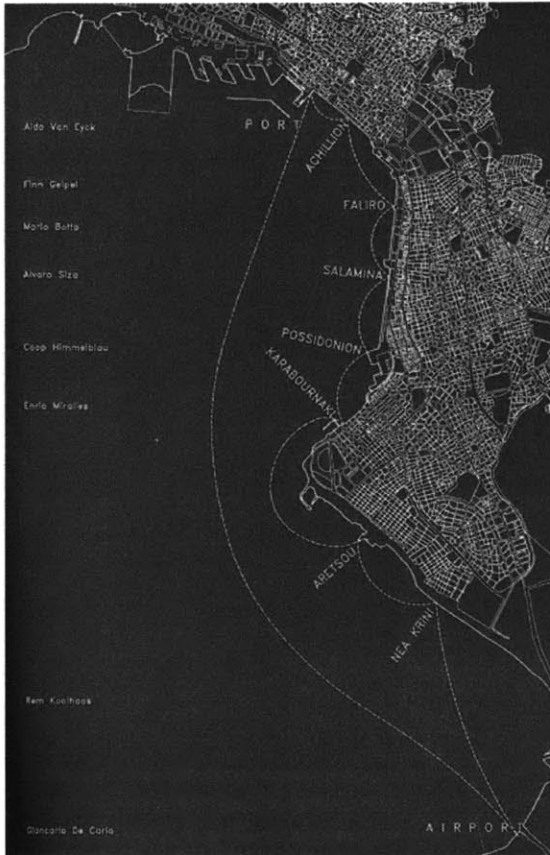 Aldo Van Eyck
Finn Geipel
Mario Botta
Alvaro Siza
Coop Himmelblau
Enric Miralles
Rem Koolhaas
Giancarlo De Carlo
PORT
ACHILLION
FALIRO
SALAMINA
POSSIDONION
KARABOURNAKI
ARETSOU
NEA KRINI
AIRPORT